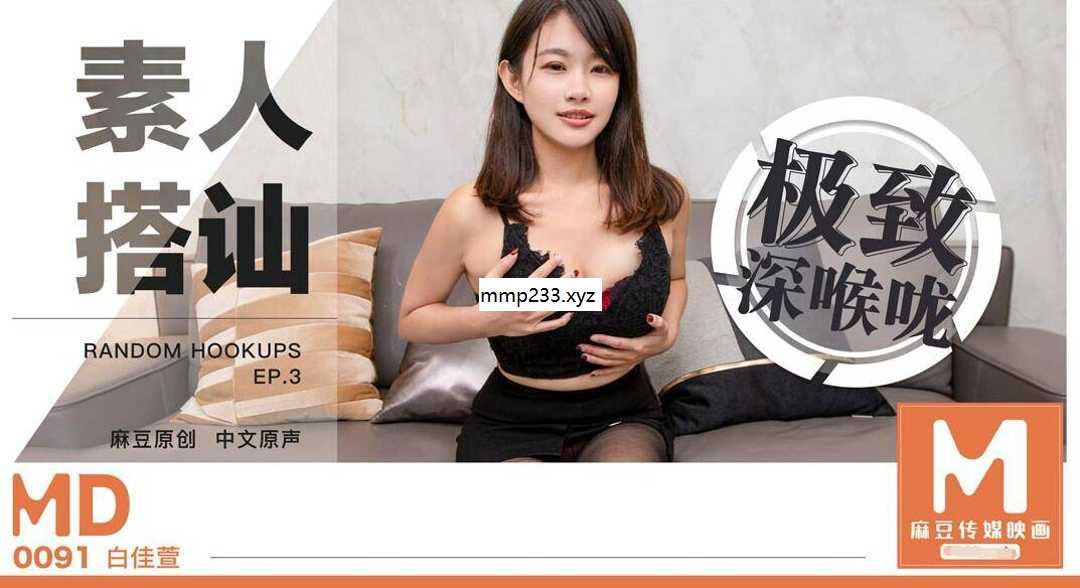 素人
搭讪
RANDOM HOOKUPS
EP.3
麻豆原创 中文原声
mmp233.xyz
极致
深喉咙
MD
0091 白佳萱
M
麻豆传媒映画